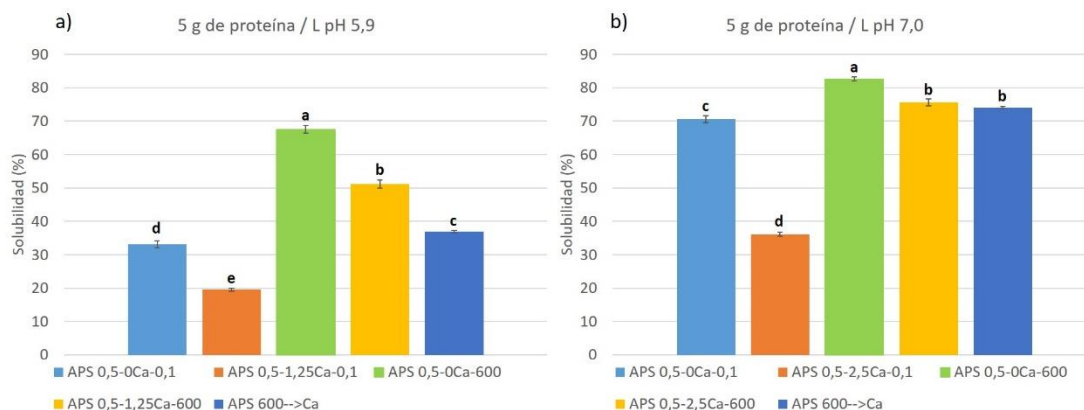 a)
5 g de proteína / L pH 5,9
Solubilidad (%)
90
80
70
60
50
40
30
20
10
0
d
e
a
b
c
APS 0,5-0Ca-0,1
APS 0,5-1,25Ca-0,1
APS 0,5-0Ca-600
APS 0,5-1,25Ca-600
APS 600-->Ca
b)
5 g de proteína / L pH 7,0
Solubilidad (%)
90
80
70
60
50
40
30
20
10
0
c
d
a
b
b
APS 0,5-0Ca-0,1
APS 0,5-2,5Ca-0,1
APS 0,5-0Ca-600
APS 0,5-2,5Ca-600
APS 600-->Ca